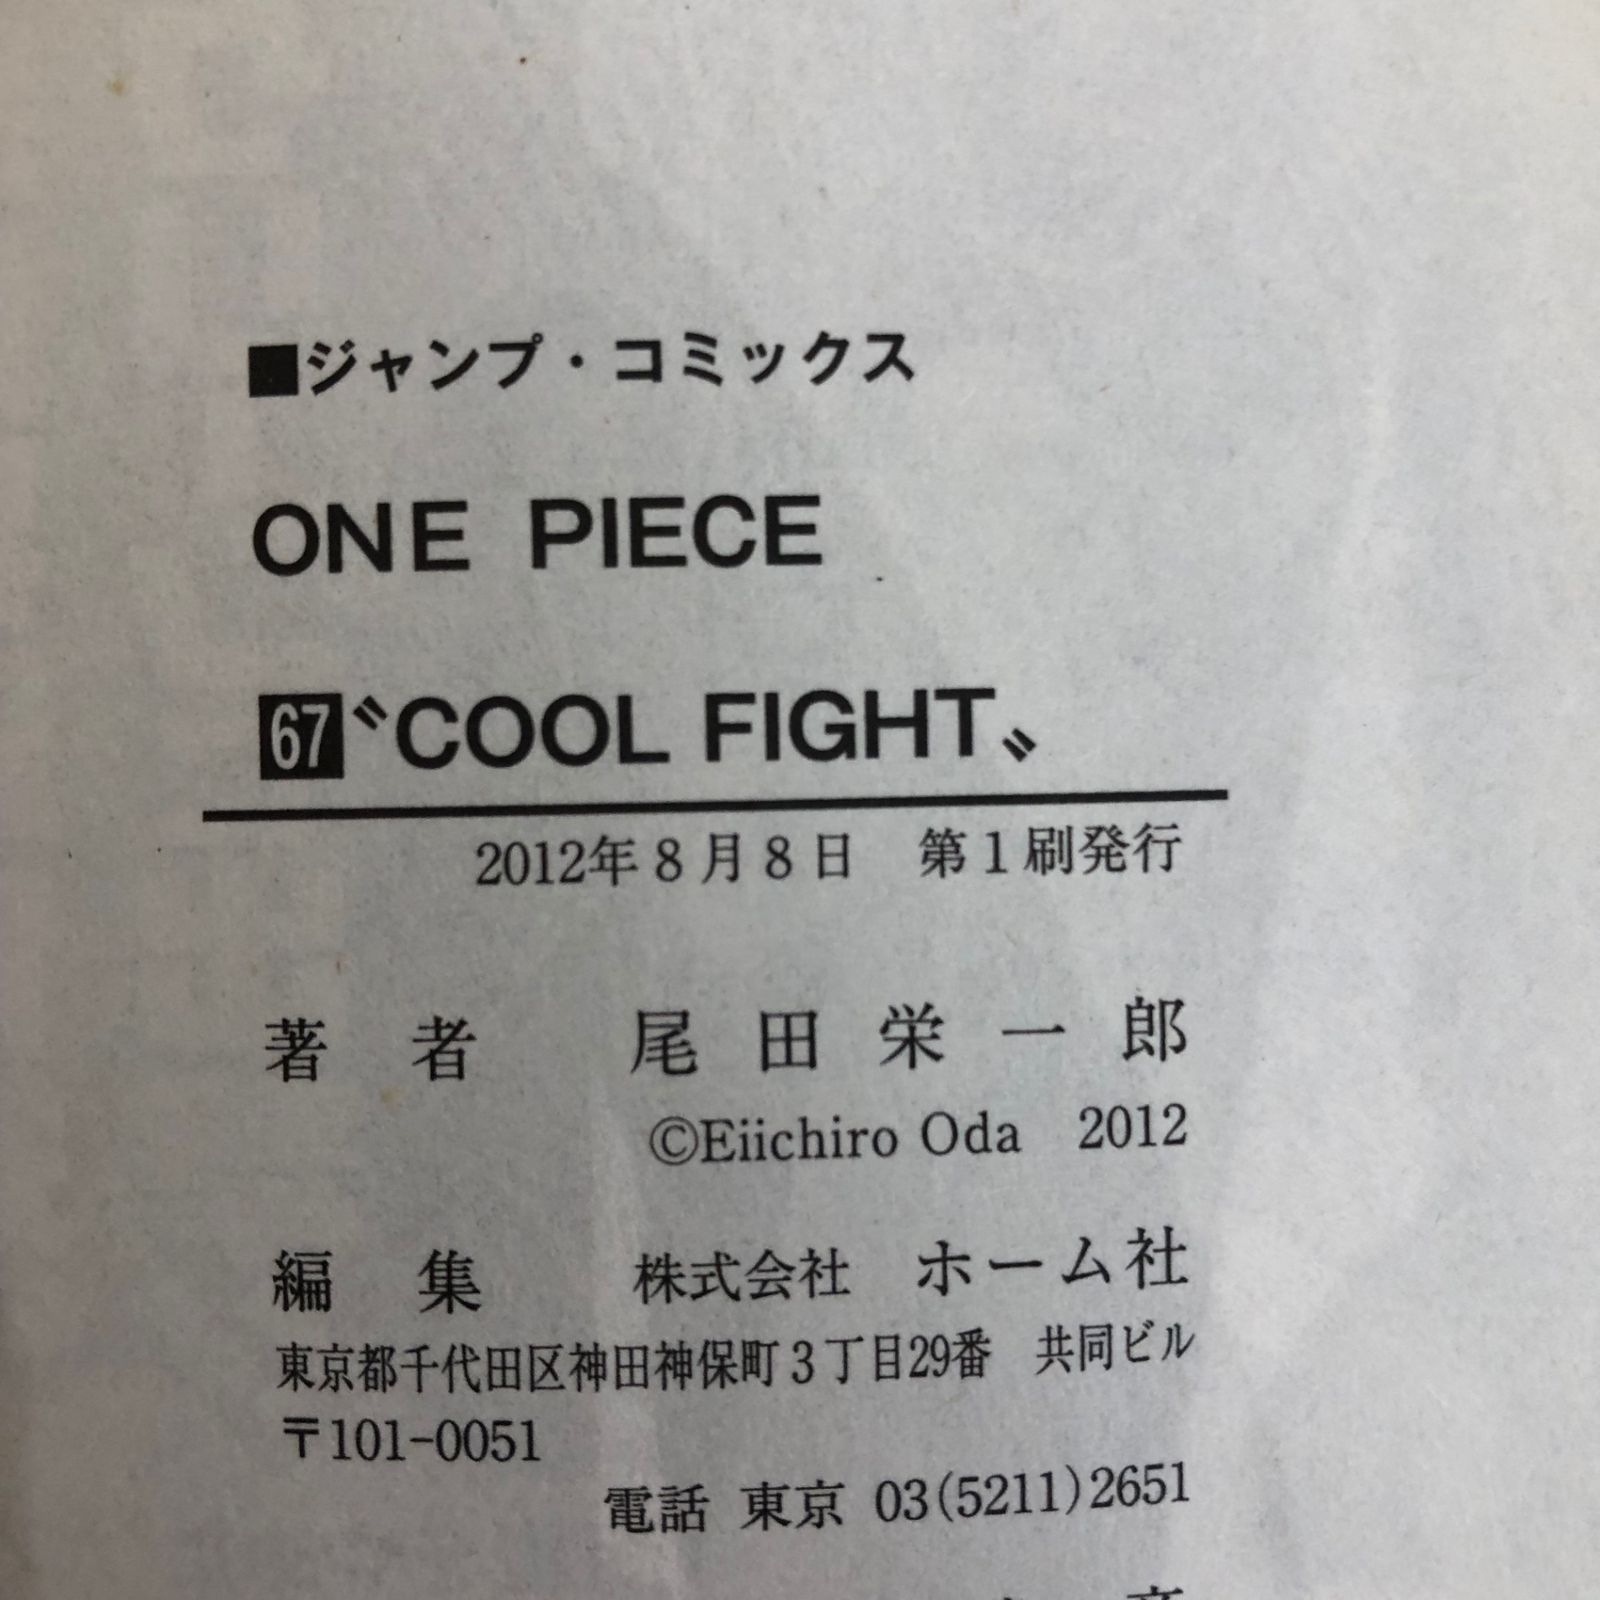 ■ジャンプ・コミックス
ONE PIECE
67〝COOL FIGHT〟
2012年8月8日 第1刷発行
著者 尾田栄一郎
©Eiichiro Oda 2012
編集 株式会社 ホーム社
東京都千代田区神田神保町3丁目29番 共同ビル
〒101-0051
電話 東京 03(5211)2651